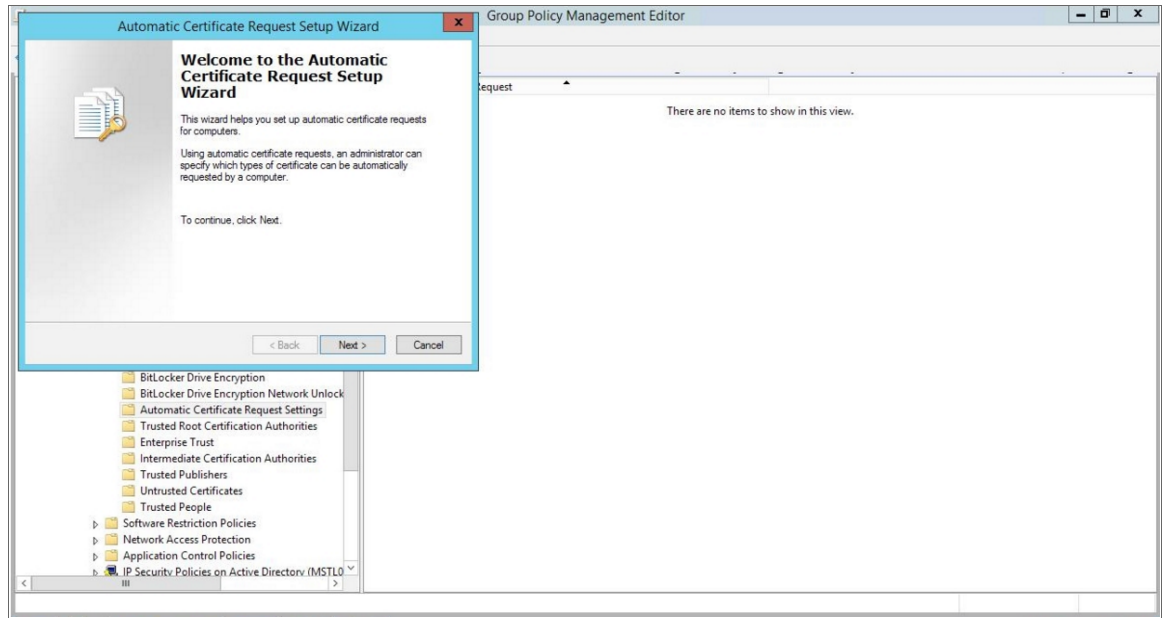 Group Policy Management Editor
Automatic Certificate Request Setup Wizard
x
x
Welcome to the Automatic
Certificate Request Setup
Wizard
This wizard helps you set up automatic certificate requests
for computers.
Using automatic certificate requests, an administrator can
specify which types of certificate can be automatically
requested by a computer.
To continue, click Next.
< Back
Next >
Cancel
There are no items to show in this view.
BitLocker Drive Encryption
BitLocker Drive Encryption Network Unlock
Automatic Certificate Request Settings
Trusted Root Certification Authorities
Enterprise Trust
Intermediate Certification Authorities
Trusted Publishers
Untrusted Certificates
Trusted People
Software Restriction Policies
Network Access Protection
Application Control Policies
IP Security Policies on Active Directory (MSTL0